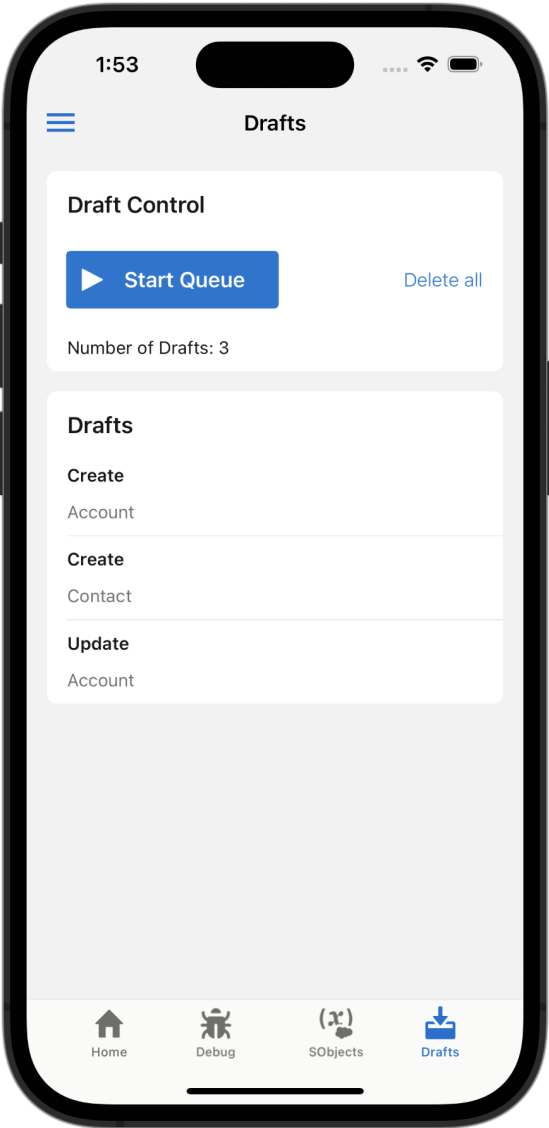 1:53
Drafts
Draft Control
Start Queue
Delete all
Number of Drafts: 3
Drafts
Create
Account
Create
Contact
Update
Account
(x)
Home
Debug
SObjects
Drafts